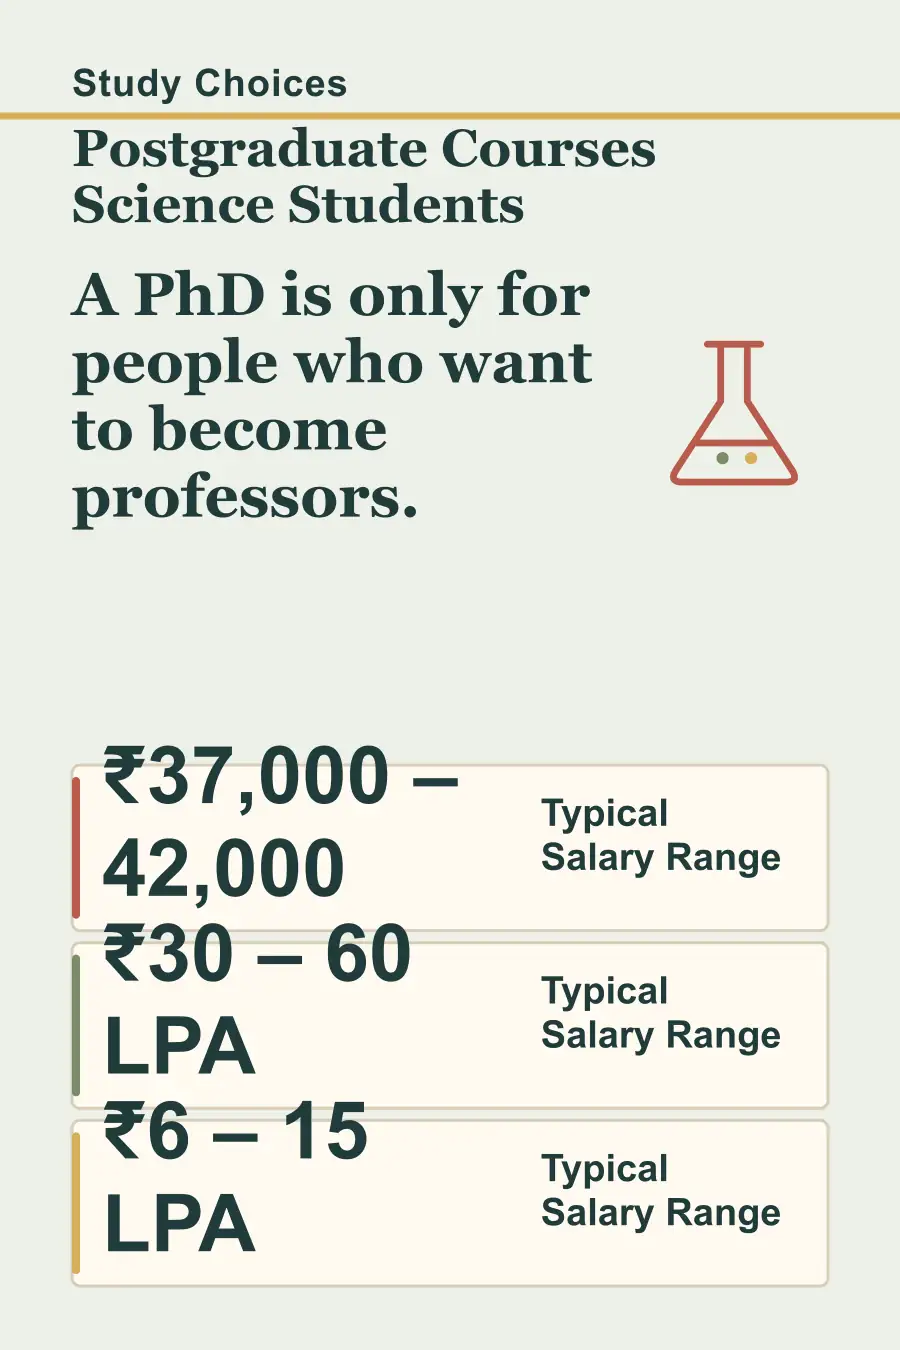 Study Choices
Postgraduate Courses
Science Students
A PhD is only for
people who want
to become
professors.
₹37,000 –
42,000
Typical
Salary Range
₹30 – 60
LPA
Typical
Salary Range
₹6 – 15
LPA
Typical
Salary Range